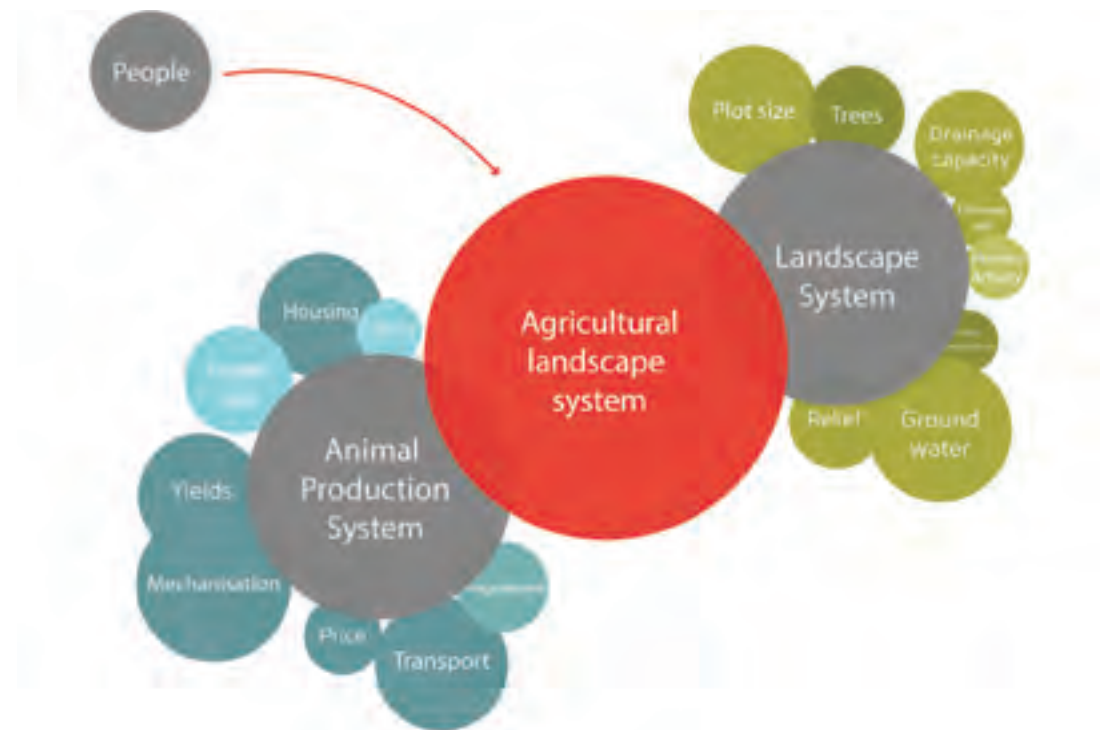 People
Plot size
Trees
Drainage
capacity
Landscape
System
Agricultural
landscape
system
Housing
Relief
Ground
water
Animal
Production
System
Yields
Mechanisation
Price
Transport